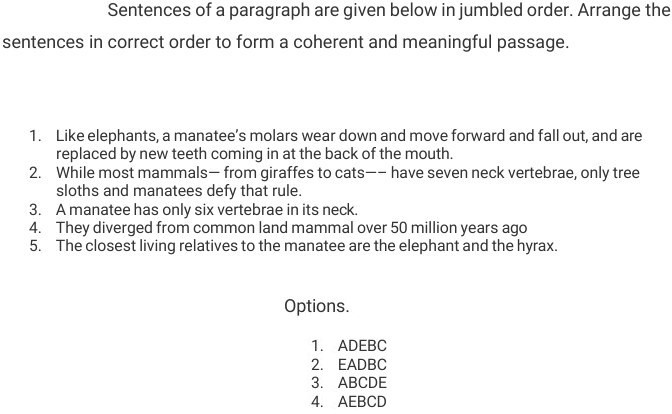 Sentences of a paragraph are given below in jumbled order. Arrange the
sentences in correct order to form a coherent and meaningful passage.
1. Like elephants, a manatee's molars wear down and move forward and fall out, and are
replaced by new teeth coming in at the back of the mouth.
2. While most mammals— from giraffes to cats—– have seven neck vertebrae, only tree
sloths and manatees defy that rule.
3. A manatee has only six vertebrae in its neck.
4. They diverged from common land mammal over 50 million years ago
5. The closest living relatives to the manatee are the elephant and the hyrax.
Options.
1. ADEBC
2. EADBC
3. ABCDE
4. AEBCD